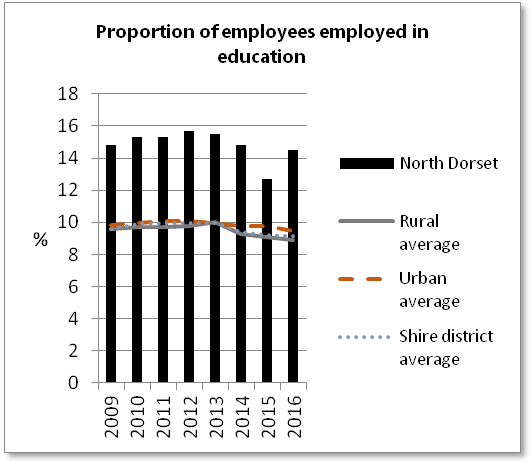 Proportion of employees employed in
education
18
16
14
12
10
8
6
4
2
0
%
2009
2010
2011
2012
2013
2014
2015
2016
North Dorset
Rural
average
Urban
average
Shire district
average